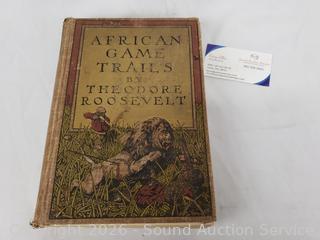 AFRICAN
GAME
TRAILS
BY
THEODORE
ROOSEVELT
Copyright 2026 - Sound Auction Service